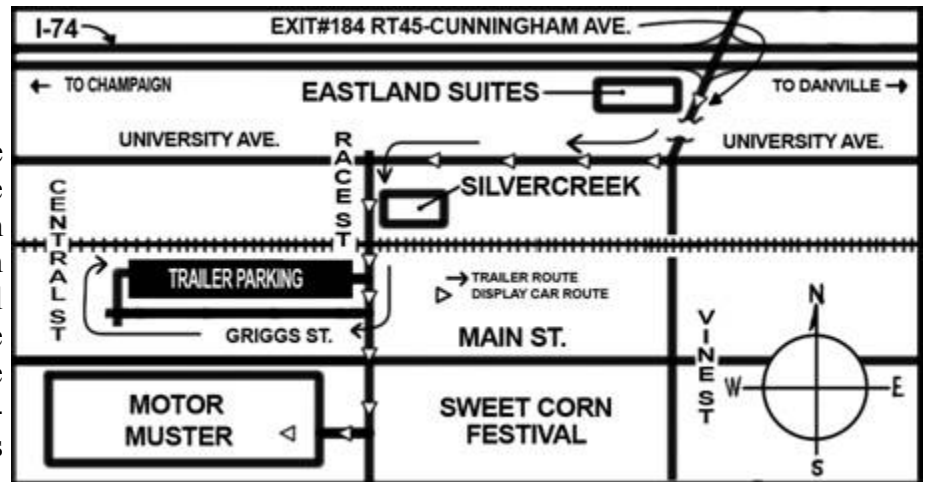 I-74
EXIT#184 RT45-CUNNINGHAM AVE.
← TO CHAMPAIGN
EASTLAND SUITES
TO DANVILLE →
UNIVERSITY AVE.
RACE ST
UNIVERSITY AVE.
CENTRAL ST
SILVERCREEK
TRAILER PARKING
→ TRAILER ROUTE
▷ DISPLAY CAR ROUTE
GRIGGS ST.
MAIN ST.
VINE ST
N
W
E
S
MOTOR
MUSTER
SWEET CORN
FESTIVAL